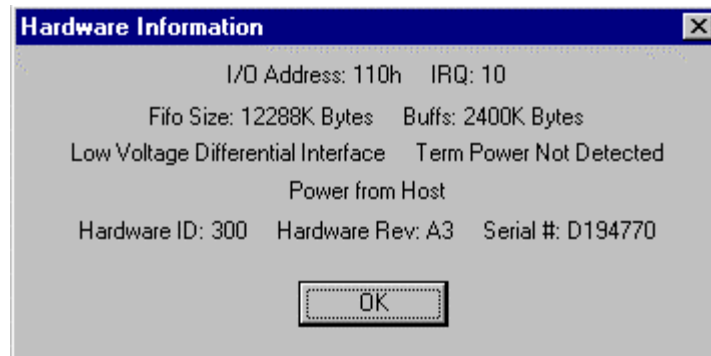 Hardware Information
I/O Address: 110h IRQ: 10
Fifo Size: 12288K Bytes Buffs: 2400K Bytes
Low Voltage Differential Interface Term Power Not Detected
Power from Host
Hardware ID: 300 Hardware Rev: A3 Serial #: D194770
OK